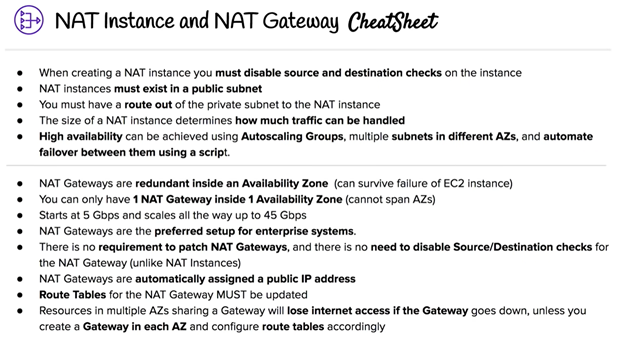 NAT Instance and NAT Gateway CheatSheet
● When creating a NAT instance you must disable source and destination checks on the instance
● NAT instances must exist in a public subnet
● You must have a route out of the private subnet to the NAT instance
● The size of a NAT instance determines how much traffic can be handled
● High availability can be achieved using Autoscaling Groups, multiple subnets in different AZs, and automate
failover between them using a script.
● NAT Gateways are redundant inside an Availability Zone (can survive failure of EC2 instance)
● You can only have 1 NAT Gateway inside 1 Availability Zone (cannot span AZs)
● Starts at 5 Gbps and scales all the way up to 45 Gbps
● NAT Gateways are the preferred setup for enterprise systems.
● There is no requirement to patch NAT Gateways, and there is no need to disable Source/Destination checks for
the NAT Gateway (unlike NAT Instances)
● NAT Gateways are automatically assigned a public IP address
● Route Tables for the NAT Gateway MUST be updated
● Resources in multiple AZs sharing a Gateway will lose internet access if the Gateway goes down, unless you
create a Gateway in each AZ and configure route tables accordingly